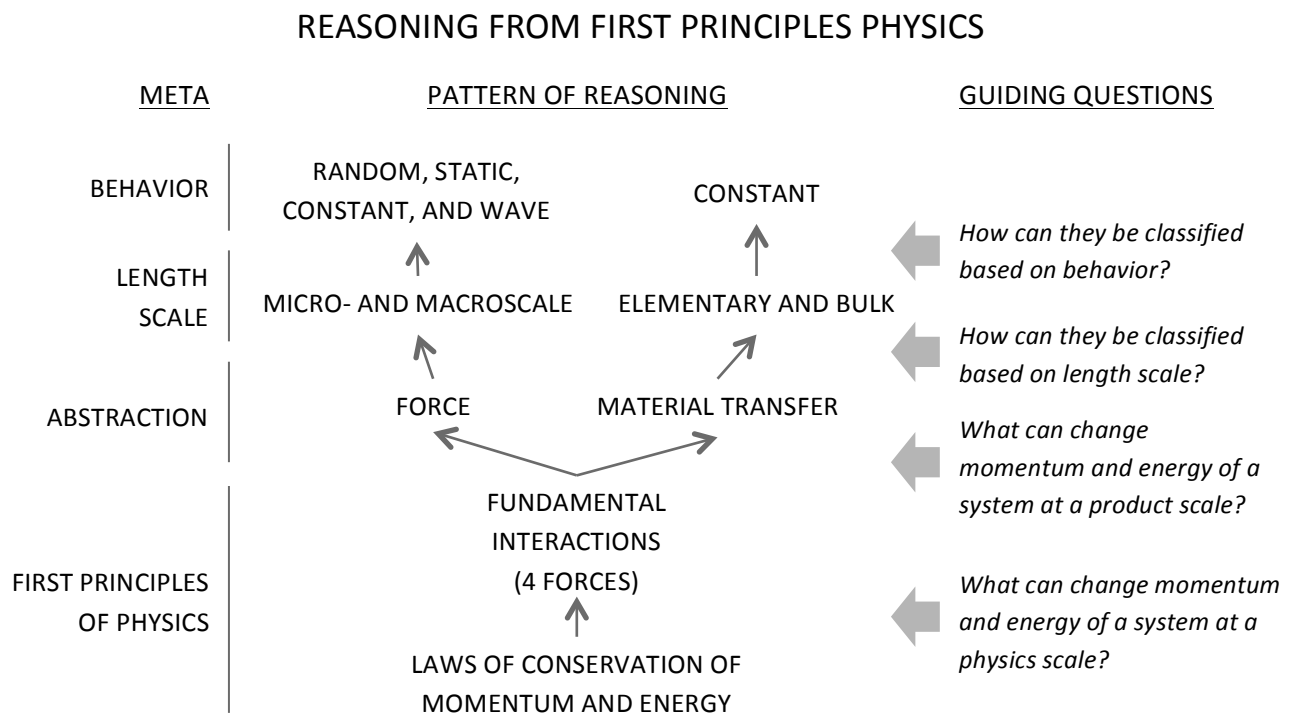 REASONING FROM FIRST PRINCIPLES PHYSICS
META
PATTERN OF REASONING
GUIDING QUESTIONS
BEHAVIOR
RANDOM, STATIC,
CONSTANT, AND WAVE
CONSTANT
How can they be classified
based on behavior?
LENGTH
SCALE
MICRO- AND MACROSCALE
ELEMENTARY AND BULK
How can they be classified
based on length scale?
ABSTRACTION
FORCE
MATERIAL TRANSFER
What can change
momentum and energy of a
system at a product scale?
FIRST PRINCIPLES
OF PHYSICS
FUNDAMENTAL
INTERACTIONS
(4 FORCES)
LAWS OF CONSERVATION OF
MOMENTUM AND ENERGY
What can change momentum
and energy of a system at a
physics scale?